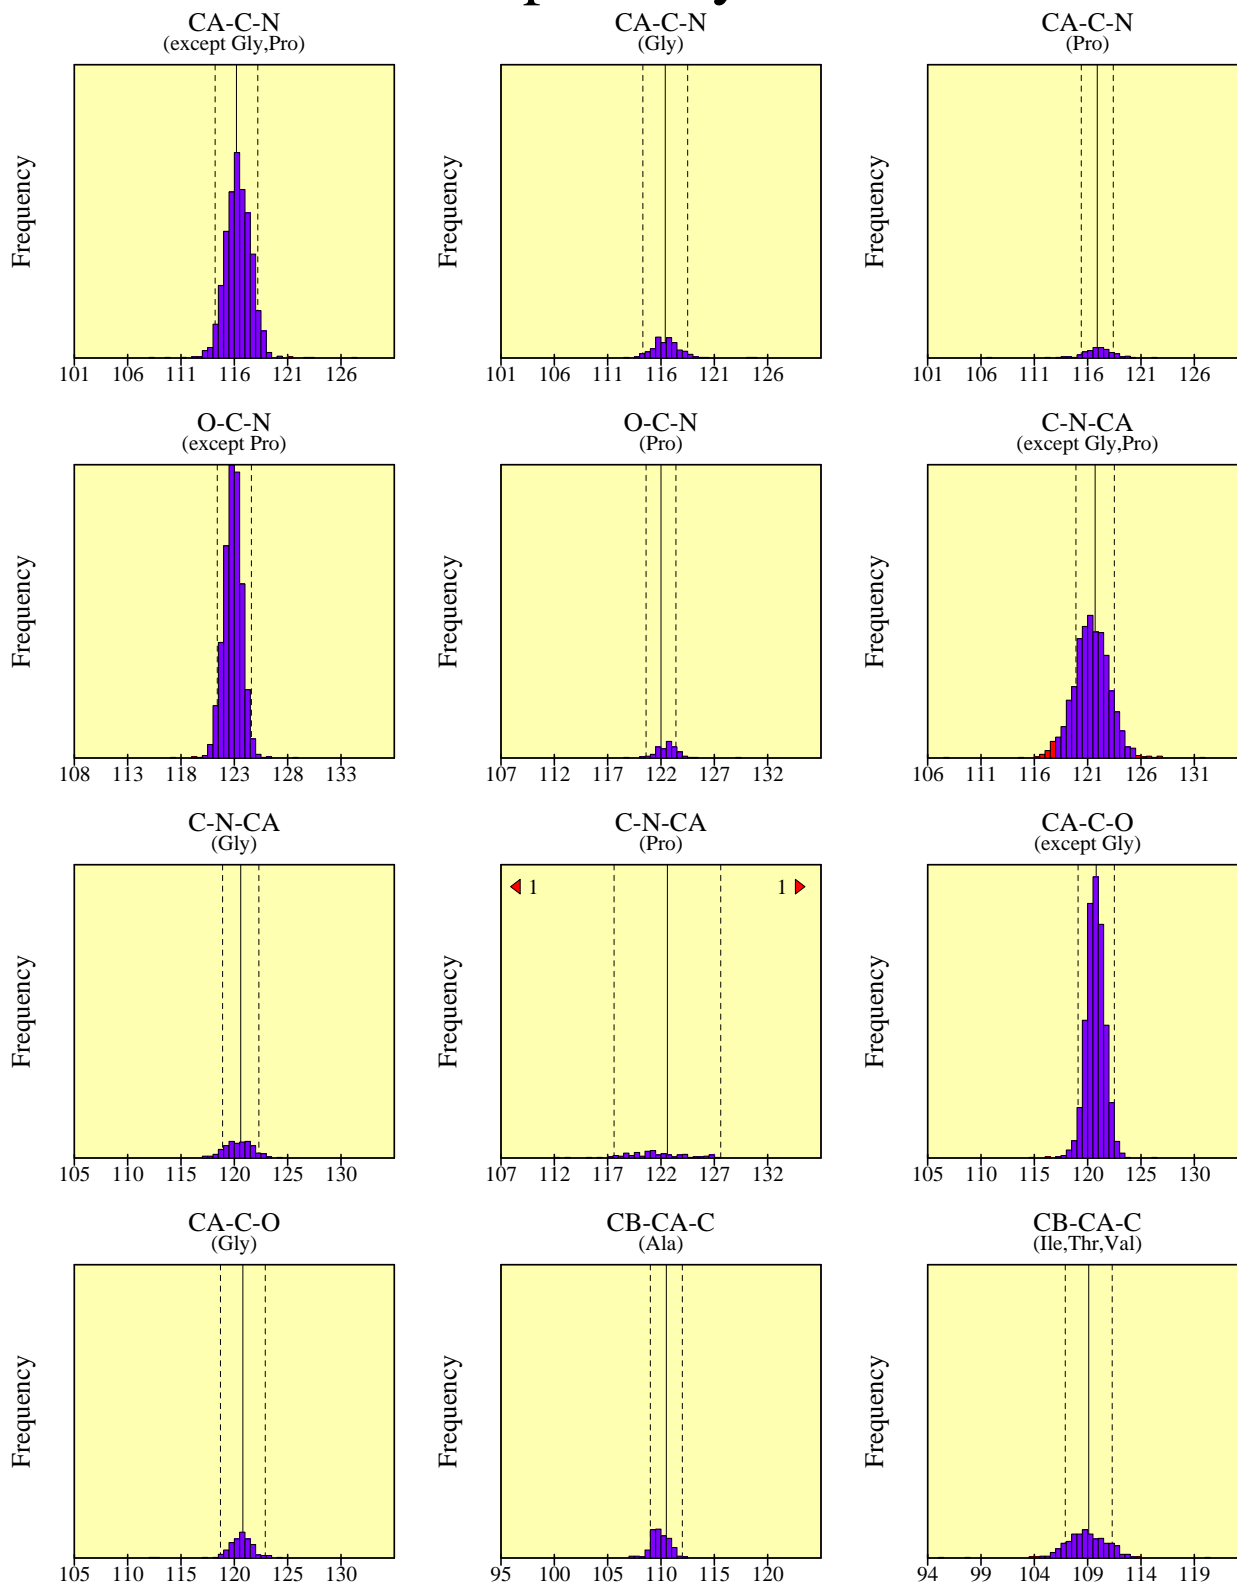 CA-C-N CA-C-N CA-C-N
(except Gly,Pro) (Gly) (Pro)
Frequency Frequency Frequency
101 106 111 116 121 126 101 106 111 116 121 126 101 106 111 116 121 126
O-C-N O-C-N C-N-CA
(except Pro) (Pro) (except Gly,Pro)
Frequency Frequency Frequency
108 113 118 123 128 133 107 112 117 122 127 132 106 111 116 121 126 131
C-N-CA C-N-CA CA-C-O
(Gly) (Pro) (except Gly)
1 1
Frequency Frequency Frequency
105 110 115 120 125 130 107 112 117 122 127 132 105 110 115 120 125 130
CA-C-O CB-CA-C CB-CA-C
(Gly) (Ala) (Ile,Thr,Val)
Frequency Frequency Frequency
105 110 115 120 125 130 95 100 105 110 115 120 94 99 104 109 114 119